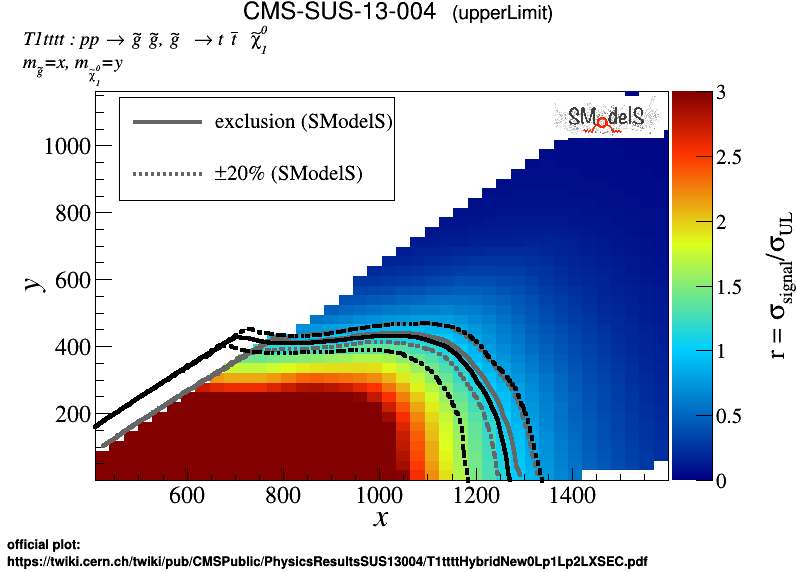 CMS-SUS-13-004 (upperLimit)
T1tttt : pp → g̃ g̃, g̃ → t t̄ χ̃⁰₁
m_g̃=x, m_χ̃⁰₁=y
exclusion (SModelS)
±20% (SModelS)
SModelS
1000
800
600
400
200
y
600 800 1000 1200 1400
x
3
2.5
2
1.5
1
0.5
0
r = σ_signal/σ_UL
official plot:
https://twiki.cern.ch/twiki/pub/CMSPublic/PhysicsResultsSUS13004/T1ttttHybridNew0Lp1Lp2LXSEC.pdf